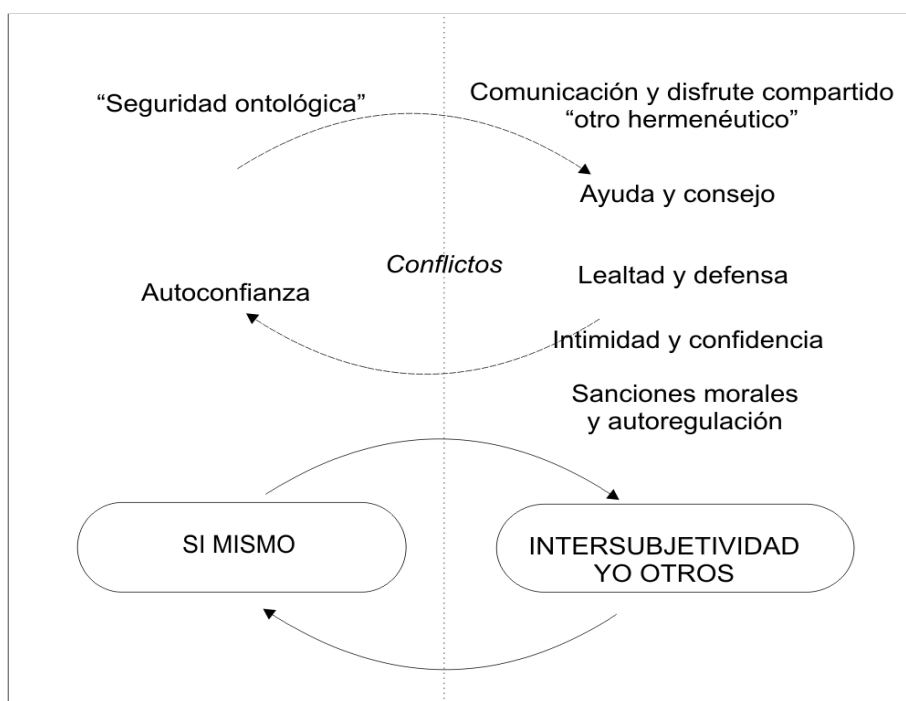 “Seguridad ontológica”
Comunicación y disfrute compartido
“otro hermenéutico”
Ayuda y consejo
Conflictos
Lealtad y defensa
Autoconfianza
Intimidad y confidencia
Sanciones morales
y autoregulación
SI MISMO
INTERSUBJETIVIDAD
YO OTROS